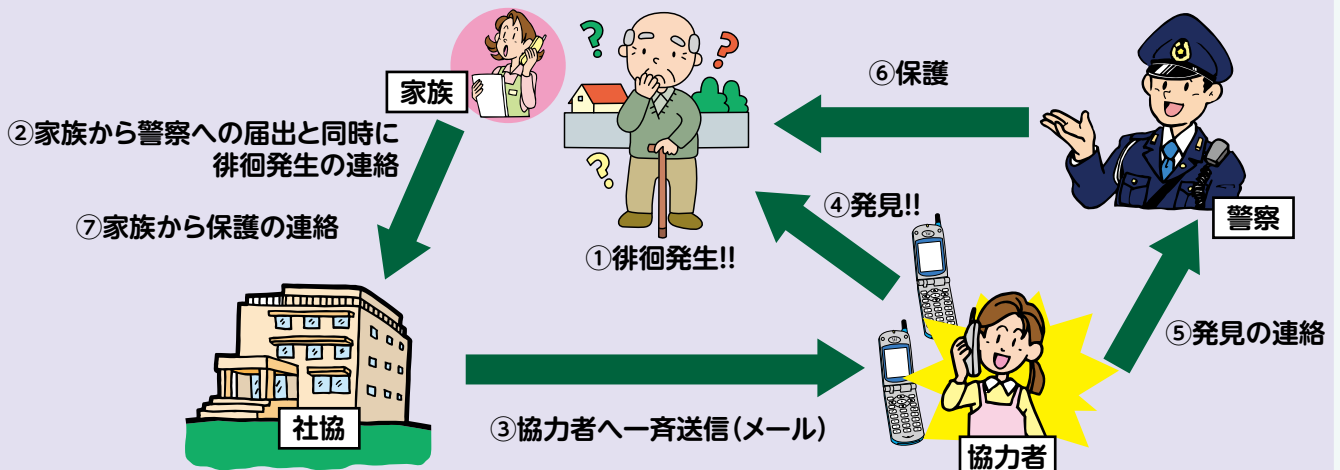 家族
②家族から警察への届出と同時に
徘徊発生の連絡
⑦家族から保護の連絡
社協
①徘徊発生!!
③協力者へ一斉送信(メール)
④発見!!
協力者
⑤発見の連絡
警察
⑥保護